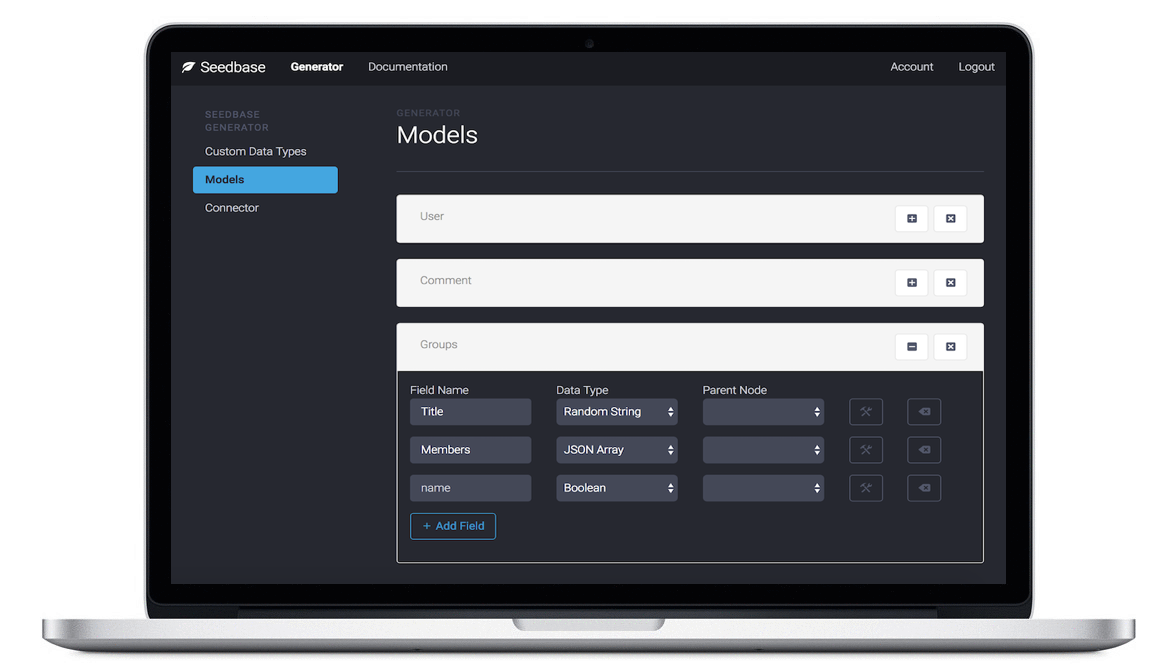 Seedbase Generator Documentation Account Logout
SEEDBASE
GENERATOR
Custom Data Types
Models
Connector
GENERATOR
Models
User
Comment
Groups
Field Name Data Type Parent Node
Title Random String
Members JSON Array
name Boolean
+ Add Field